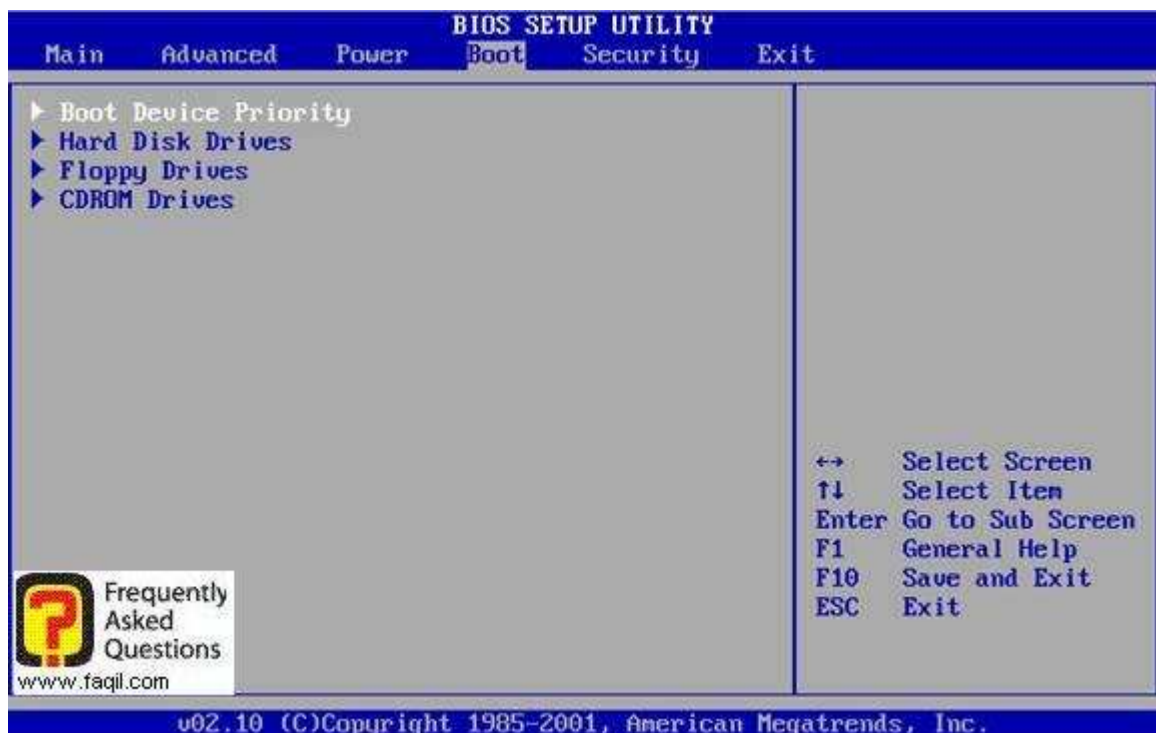 BIOS SETUP UTILITY
Main Advanced Power Boot Security Exit
Boot Device Priority
Hard Disk Drives
Floppy Drives
CDROM Drives
←→ Select Screen
↑↓ Select Item
Enter Go to Sub Screen
F1 General Help
F10 Save and Exit
ESC Exit
Frequently
Asked
Questions
www.faqil.com
v02.10 (C)Copyright 1985-2001, American Megatrends, Inc.